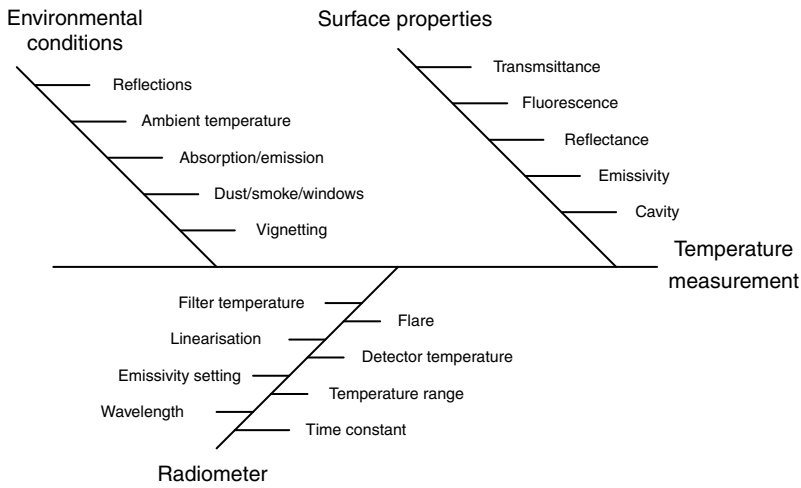 Environmental
conditions
Reflections
Ambient temperature
Absorption/emission
Dust/smoke/windows
Vignetting
Surface properties
Transmsittance
Fluorescence
Reflectance
Emissivity
Cavity
Temperature
measurement
Filter temperature
Flare
Linearisation
Detector temperature
Emissivity setting
Temperature range
Wavelength
Time constant
Radiometer